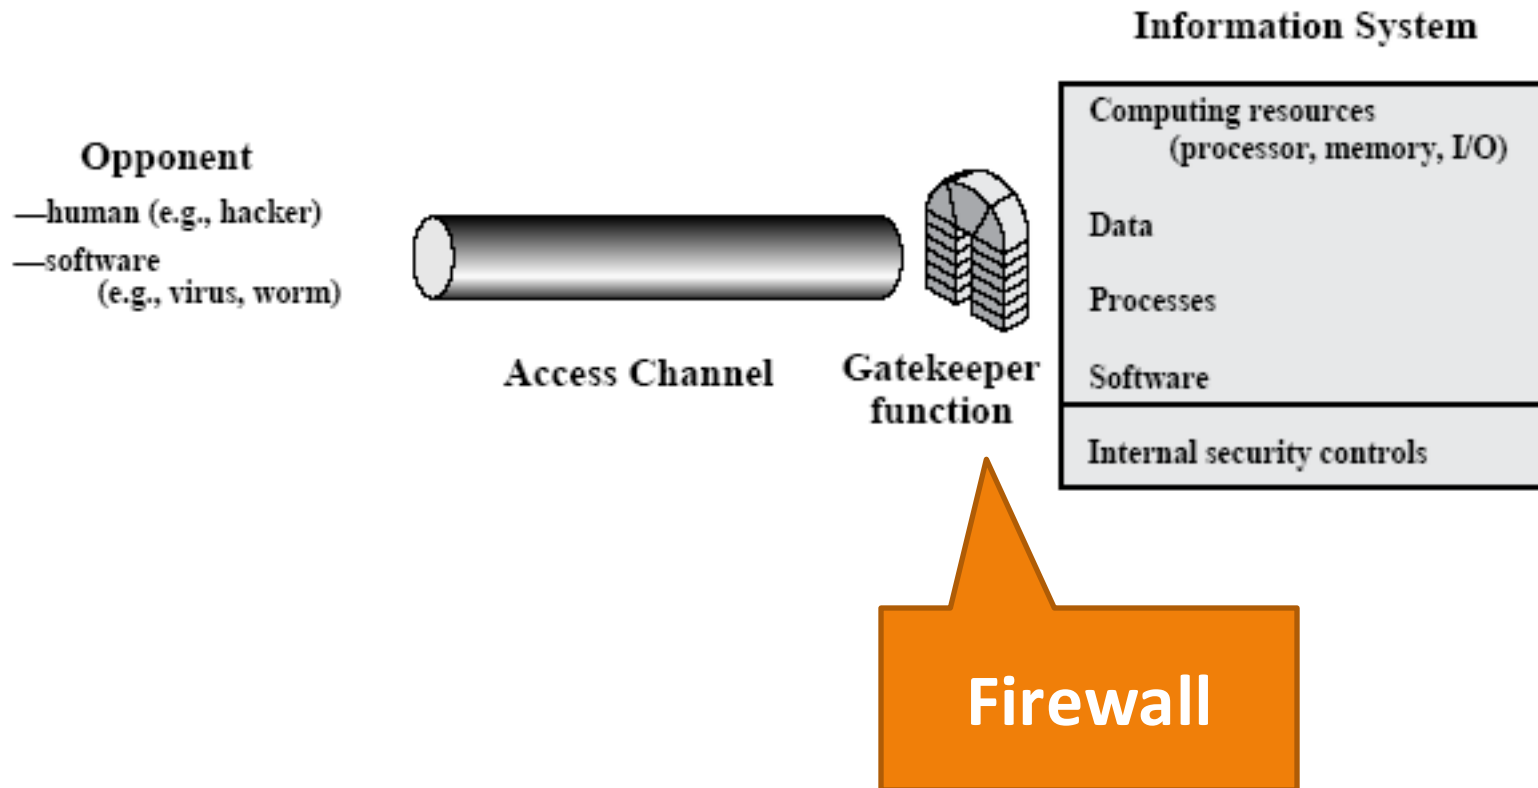 Information System
Opponent
—human (e.g., hacker)
—software
(e.g., virus, worm)
Access Channel
Gatekeeper
function
Computing resources
(processor, memory, I/O)
Data
Processes
Software
Internal security controls
Firewall